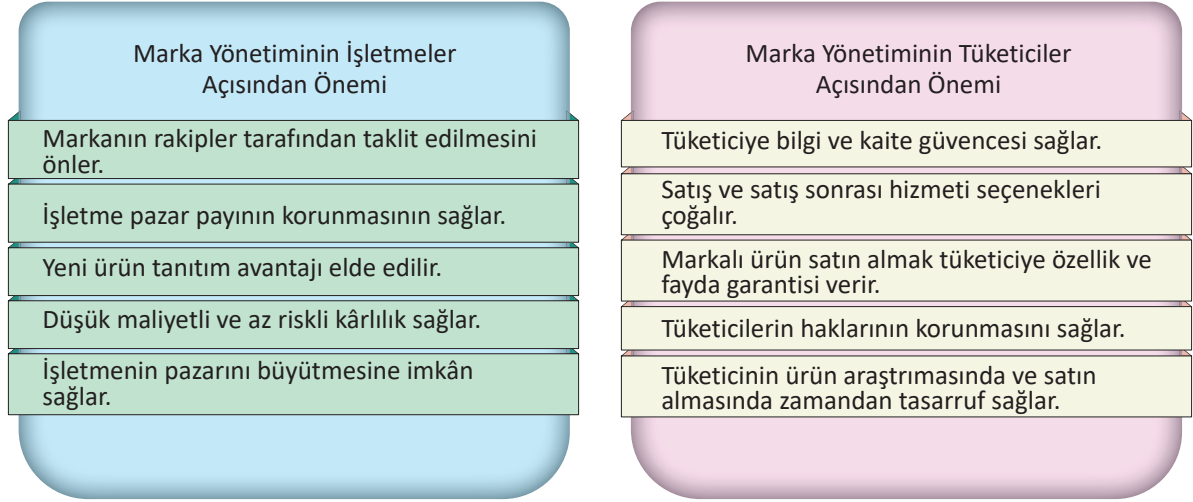 Marka Yönetiminin İşletmeler
Açısından Önemi
Markanın rakipler tarafından taklit edilmesini
önler.
İşletme pazar payının korunmasının sağlar.
Yeni ürün tanıtım avantajı elde edilir.
Düşük maliyetli ve az riskli kârlılık sağlar.
İşletmenin pazarını büyütmesine imkân
sağlar.
Marka Yönetiminin Tüketiciler
Açısından Önemi
Tüketiciye bilgi ve kaite güvencesi sağlar.
Satış ve satış sonrası hizmeti seçenekleri
çoğalır.
Markalı ürün satın almak tüketiciye özellik ve
fayda garantisi verir.
Tüketicilerin haklarının korunmasını sağlar.
Tüketicinin ürün araştrımasında ve satın
almasında zamandan tasarruf sağlar.